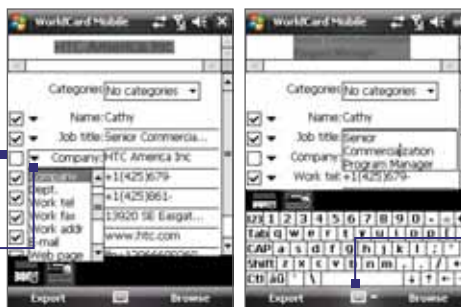 WorldCard Mobile
HTC America Inc
Categories: No categories
Name: Cathy
Job title: Senior Commercia...
Company: HTC America Inc
Company
Dept.
Work tel
Work fax
Work addr
E-mail
Web page
+1(425)679-
+1(425)861-
13920 SE Eastgat...
www.htc.com
Export
Browse
WorldCard Mobile
Categories: No categories
Name: Cathy
Job title: Senior
Commercialization
Program Manager
Company:
Work tel: +1(425)679-
123 1 2 3 4 5 6 7 8 9 0 - =
Tab q w e r t y u i o p [
CAP a s d f g h j k l ; '
Shift z x c v b n m , . /
Ctl áü ` \
Export
Browse